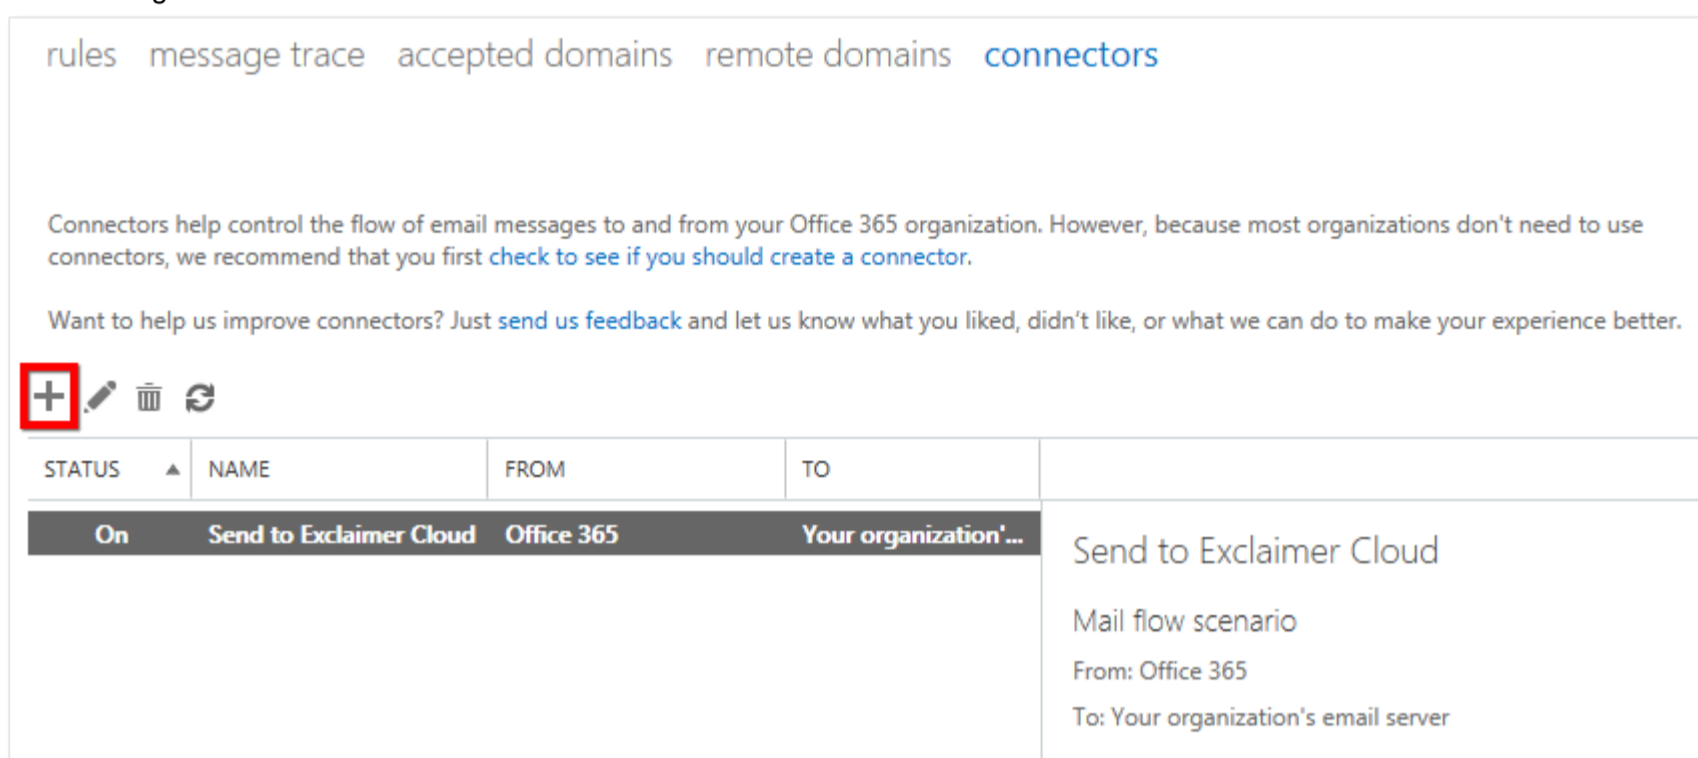 rules message trace accepted domains remote domains connectors
Connectors help control the flow of email messages to and from your Office 365 organization. However, because most organizations don't need to use
connectors, we recommend that you first check to see if you should create a connector.
Want to help us improve connectors? Just send us feedback and let us know what you liked, didn’t like, or what we can do to make your experience better.
STATUS NAME FROM TO
On Send to Exclaimer Cloud Office 365 Your organization'...
Send to Exclaimer Cloud
Mail flow scenario
From: Office 365
To: Your organization's email server